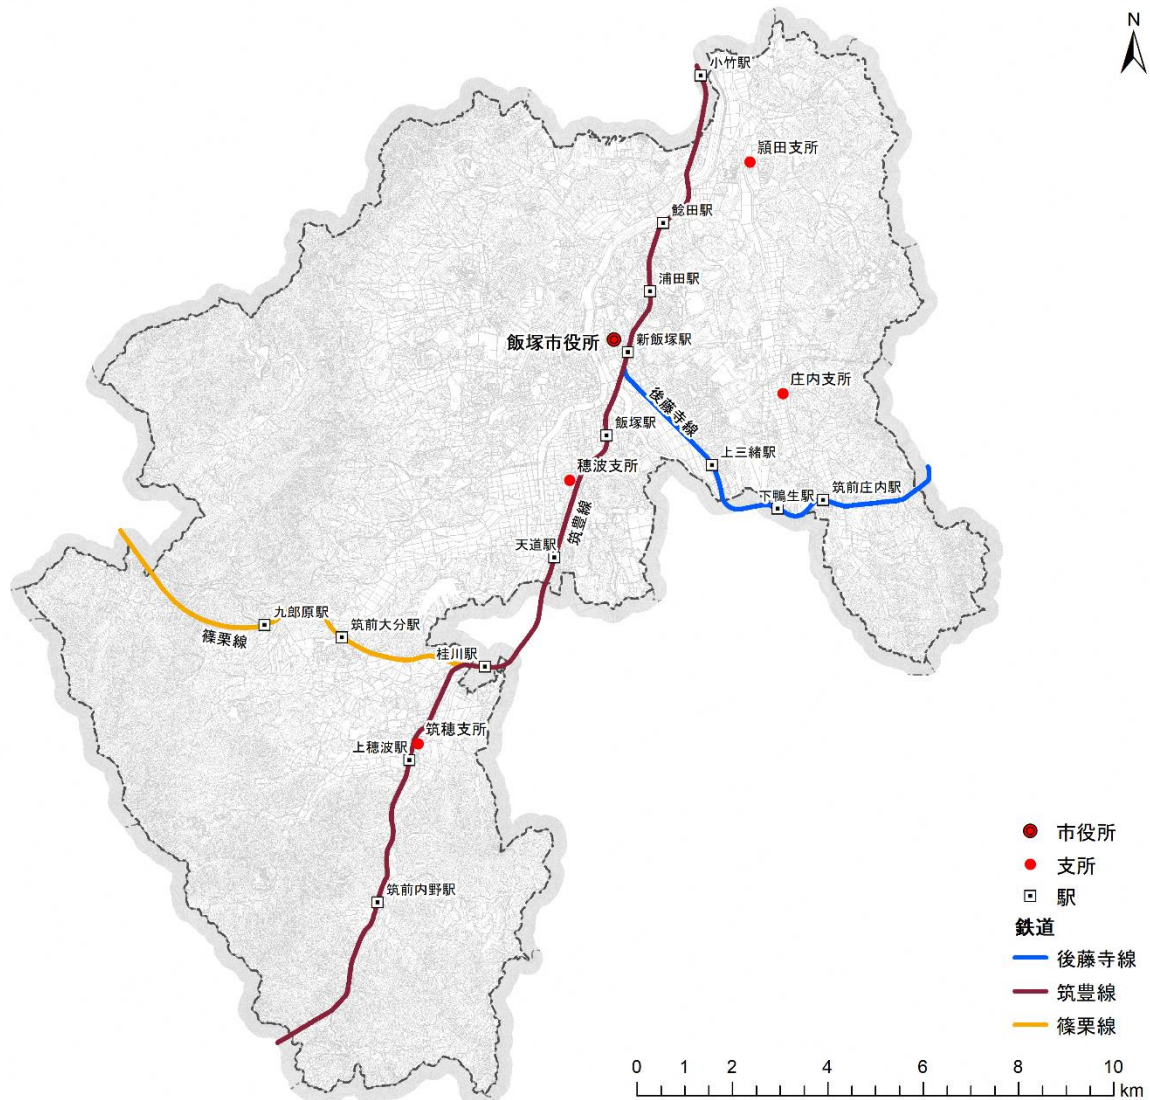 N
小竹駅
頴田支所
鯰田駅
浦田駅
飯塚市役所
新飯塚駅
庄内支所
後藤寺線
飯塚駅
上三緒駅
穂波支所
下鴨生駅
筑前庄内駅
筑豊線
天道駅
九郎原駅
筑前大分駅
篠栗線
桂川駅
筑穂支所
上穂波駅
筑前内野駅
市役所
支所
駅
鉄道
後藤寺線
筑豊線
篠栗線
0 1 2 4 6 8 10
km